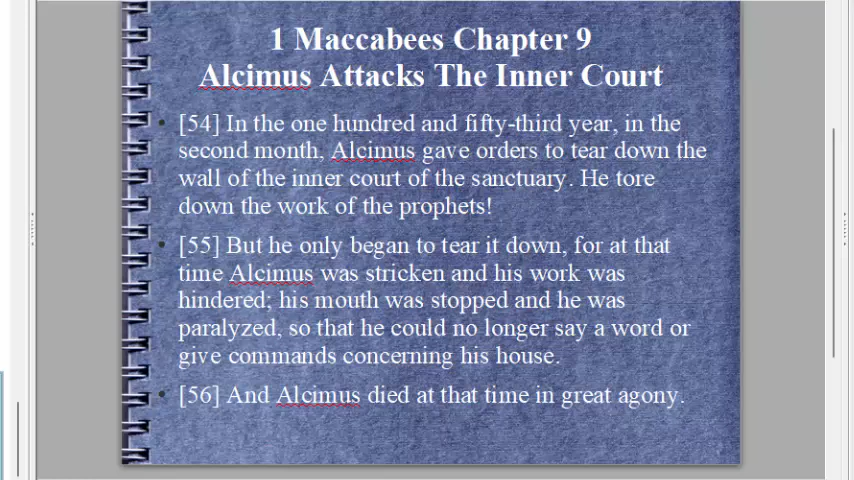 1 Maccabees Chapter 9
Alcimus Attacks The Inner Court
• [54] In the one hundred and fifty-third year, in the
second month, Alcimus gave orders to tear down the
wall of the inner court of the sanctuary. He tore
down the work of the prophets!
• [55] But he only began to tear it down, for at that
time Alcimus was stricken and his work was
hindered; his mouth was stopped and he was
paralyzed, so that he could no longer say a word or
give commands concerning his house.
• [56] And Alcimus died at that time in great agony.